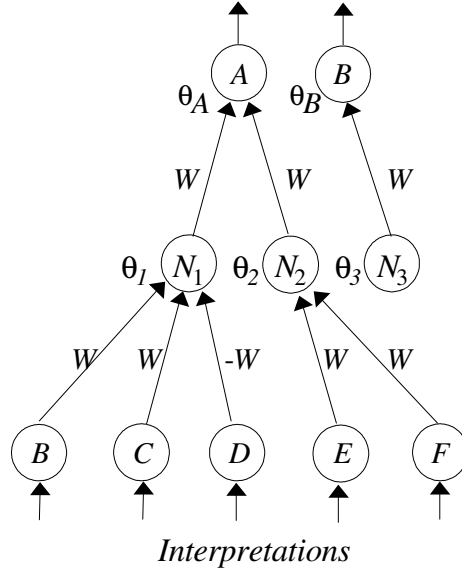 A B
θA θB
W W W
θ1 N1 θ2 N2 θ3 N3
W W -W W W
B C D E F
Interpretations